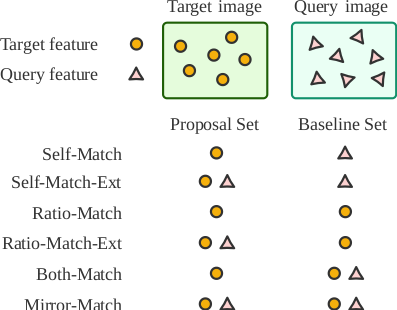 Target image Query image
Target feature
Query feature
Proposal Set Baseline Set
Self-Match
Self-Match-Ext
Ratio-Match
Ratio-Match-Ext
Both-Match
Mirror-Match